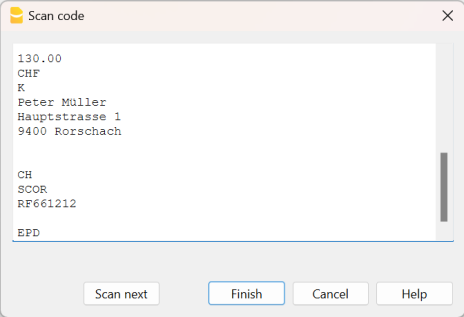 Scan code
130.00
CHF
K
Peter Müller
Hauptstrasse 1
9400 Rorschach
CH
SCOR
RF661212
EPD
Scan next
Finish
Cancel
Help